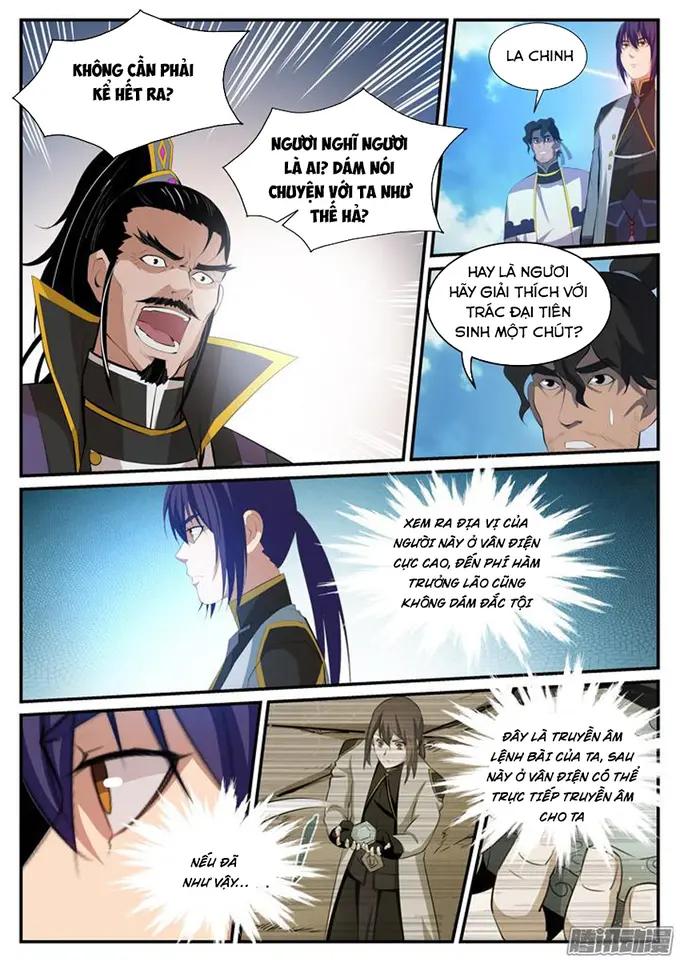 KHÔNG CẦN PHẢI
KỂ HẾT RA?
NGƯƠI NGHĨ NGƯƠI
LÀ AI? DÁM NÓI
CHUYỆN VỚI TA NHƯ
THẾ HẢ?
LA CHINH
HAY LÀ NGƯƠI
HÃY GIẢI THÍCH VỚI
TRÁC ĐẠI TIÊN
SINH MỘT CHÚT?
XEM RA ĐỊA VỊ CỦA
NGƯỜI NÀY Ở VÂN ĐIỆN
CỰC CAO, ĐẾN PHÍ HÀM
TRƯỞNG LÃO CŨNG
KHÔNG DÁM ĐẮC TỘI
ĐÂY LÀ TRUYỀN ÂM
LỆNH BÀI CỦA TA, SAU
NÀY Ở VÂN ĐIỆN CÓ THỂ
TRỰC TIẾP TRUYỀN ÂM
CHO TA
NẾU ĐÃ
NHƯ VẬY...
腾讯动漫